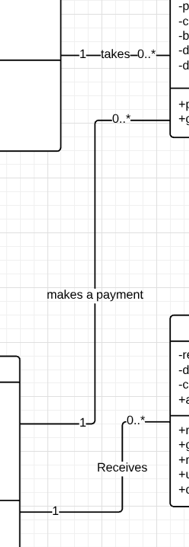 -p
-c
-b
1 takes 0..*
-d
-d
+p
0..*
+g
makes a payment
-re
-d
-c
+a
1
0..*
+r
+g
Receives
+r
+u
+c
1